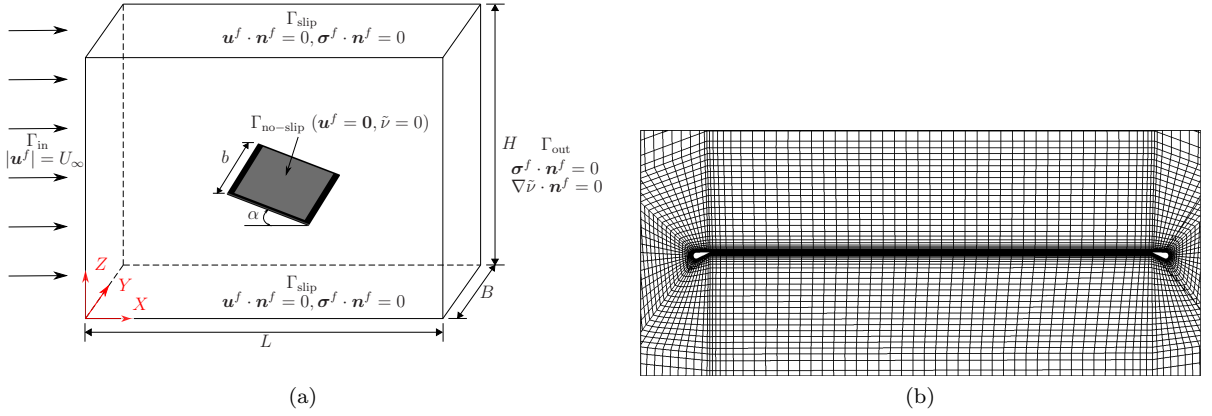 Γslip
u^f · n^f = 0, σ^f · n^f = 0
Γno−slip (u^f = 0, ν̃ = 0)
Γin
|u^f| = U∞
b
α
H
Γout
σ^f · n^f = 0
∇ν̃ · n^f = 0
Z
Y
X
Γslip
u^f · n^f = 0, σ^f · n^f = 0
B
L
(a)
(b)